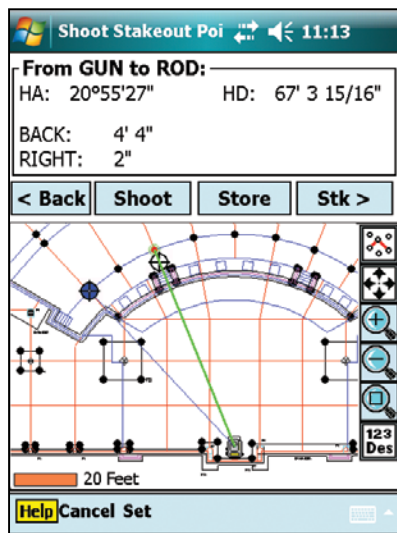 Shoot Stakeout Poi 11:13
From GUN to ROD:
HA: 20°55'27" HD: 67' 3 15/16"
BACK: 4' 4"
RIGHT: 2"
< Back Shoot Store Stk >
123
Des
20 Feet
Help Cancel Set